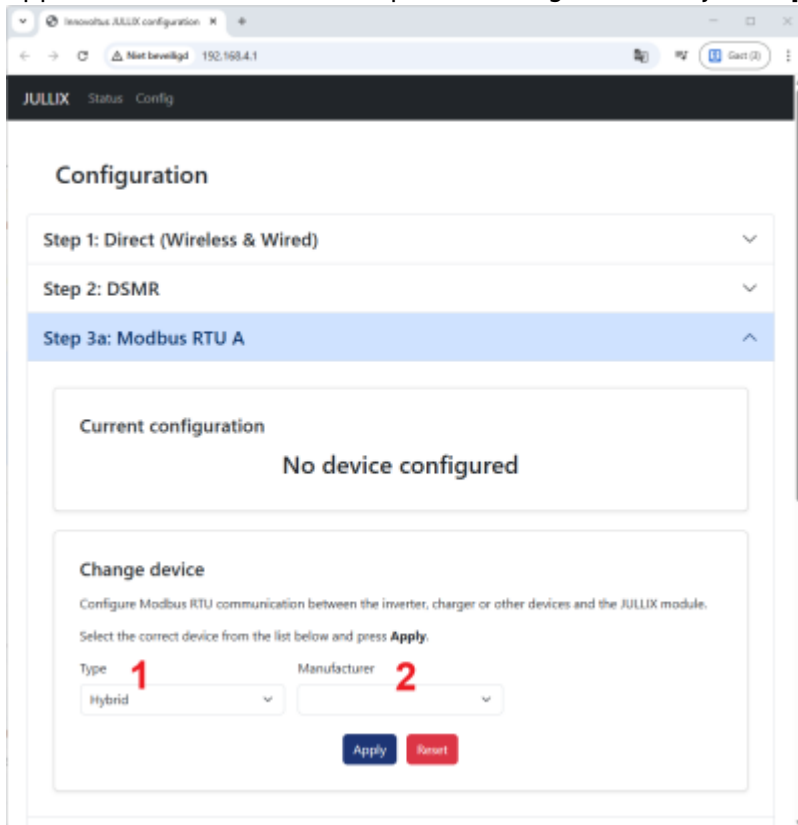 Innovoltus JULLIX configuration
Niet beveiligd 192.168.4.1
Gast (2)
JULLIX Status Config
Configuration
Step 1: Direct (Wireless & Wired)
Step 2: DSMR
Step 3a: Modbus RTU A
Current configuration
No device configured
Change device
Configure Modbus RTU communication between the inverter, charger or other devices and the JULLIX module.
Select the correct device from the list below and press Apply.
Type 1 Manufacturer 2
Hybrid
Apply Reset